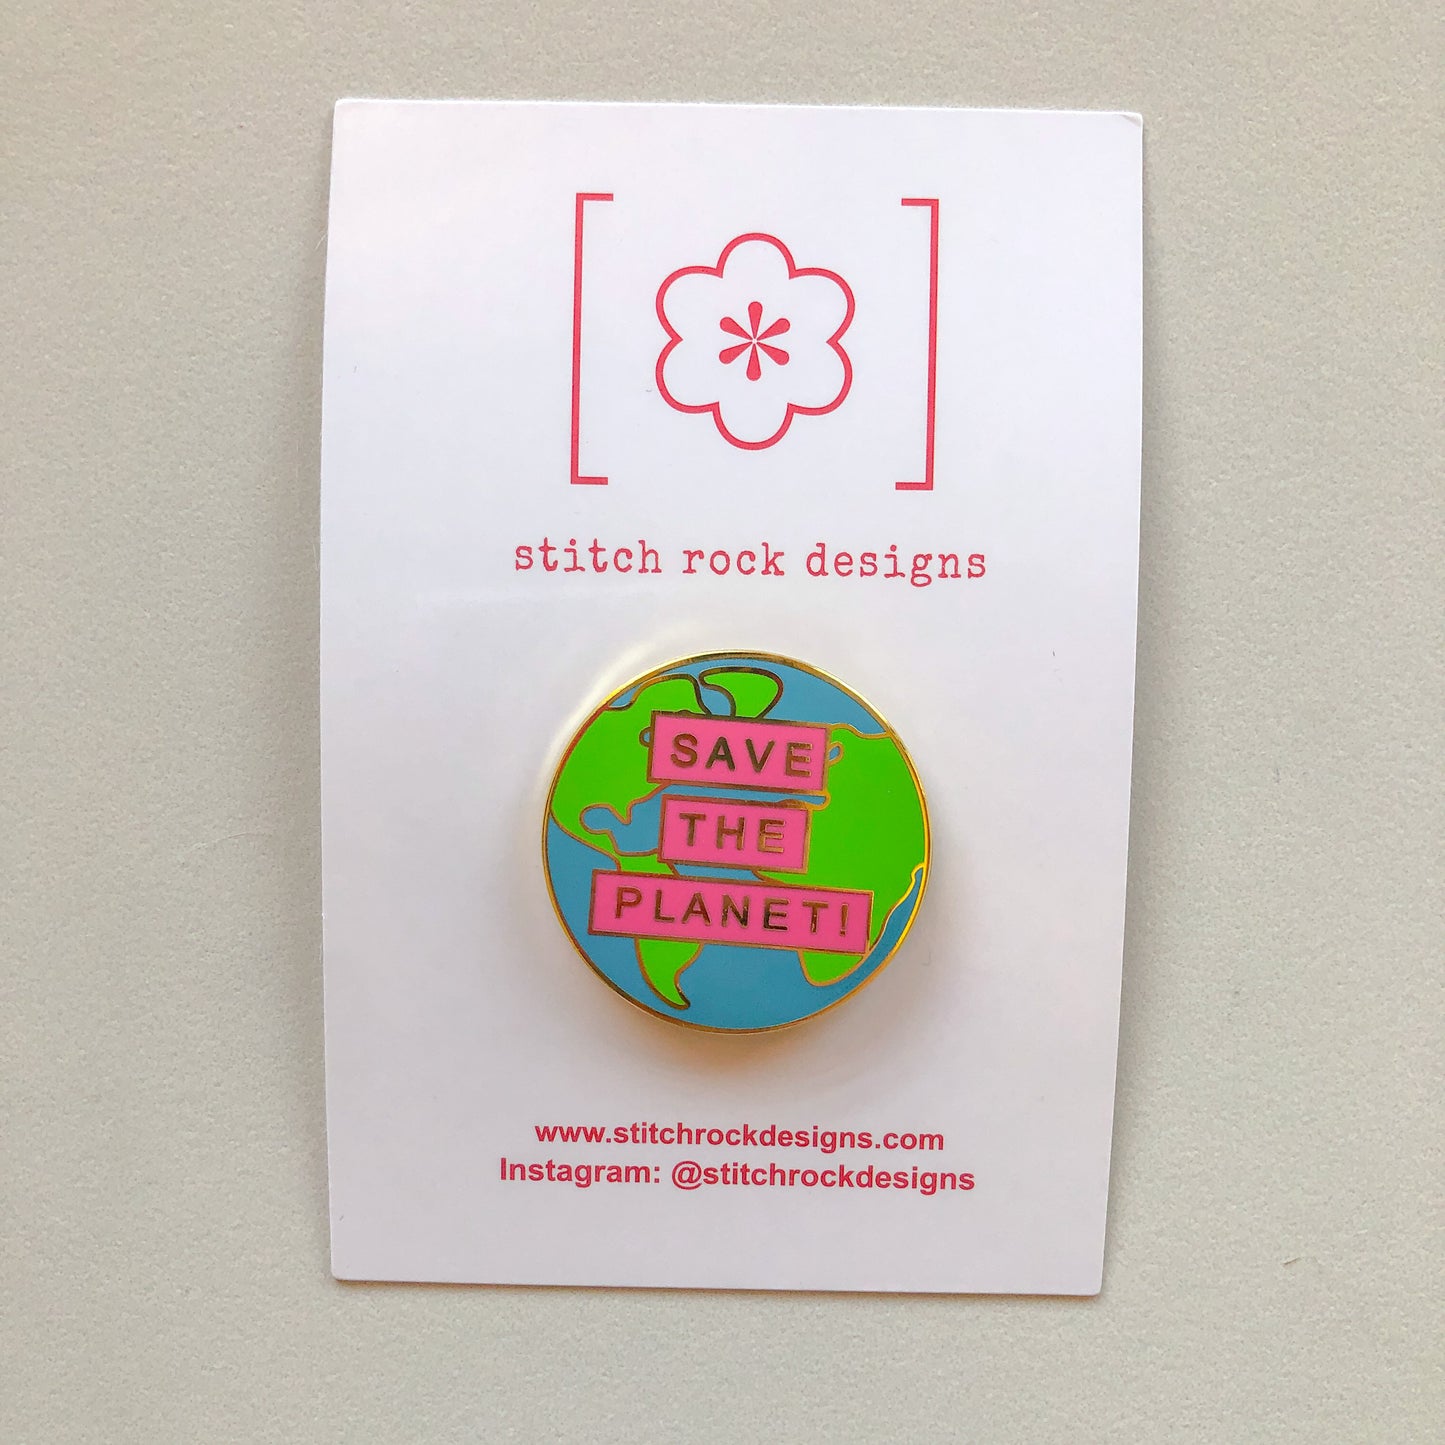 stitch rock designs
SAVE
THE
PLANET!
www.stitchrockdesigns.com
Instagram: @stitchrockdesigns